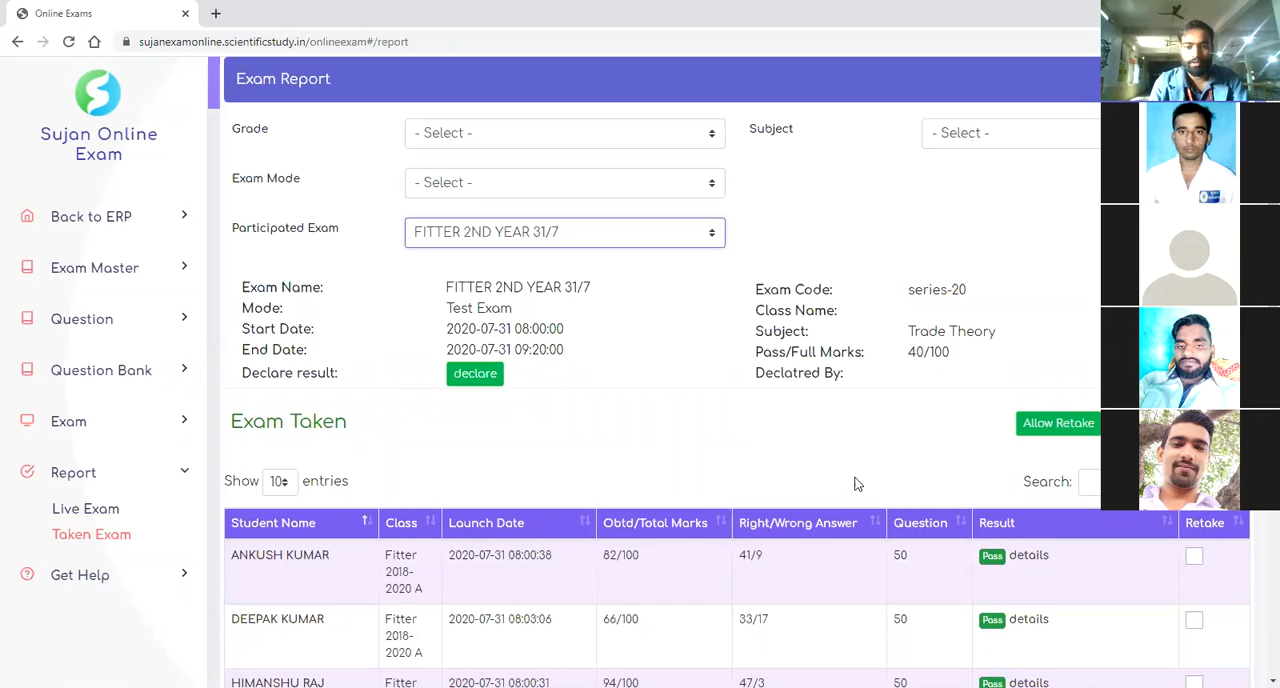 Online Exams
sujanexamonline.scientificstudy.in/onlineexam#/report
Sujan Online
Exam
Back to ERP
Exam Master
Question
Question Bank
Exam
Report
Live Exam
Taken Exam
Get Help
Exam Report
Grade - Select - Subject - Select -
Exam Mode - Select -
Participated Exam FITTER 2ND YEAR 31/7
Exam Name: FITTER 2ND YEAR 31/7 Exam Code: series-20
Mode: Test Exam Class Name:
Start Date: 2020-07-31 08:00:00 Subject: Trade Theory
End Date: 2020-07-31 09:20:00 Pass/Full Marks: 40/100
Declare result: declare Declatred By:
Exam Taken Allow Retake
Show 10 entries Search:
Student Name Class Launch Date Obtd/Total Marks Right/Wrong Answer Question Result Retake
ANKUSH KUMAR Fitter 2020-07-31 08:00:38 82/100 41/9 50 Pass details
2018-
2020 A
DEEPAK KUMAR Fitter 2020-07-31 08:03:06 66/100 33/17 50 Pass details
2018-
2020 A
HIMANSHU RAJ Fitter 2020-07-31 08:00:31 94/100 47/3 50 Pass details